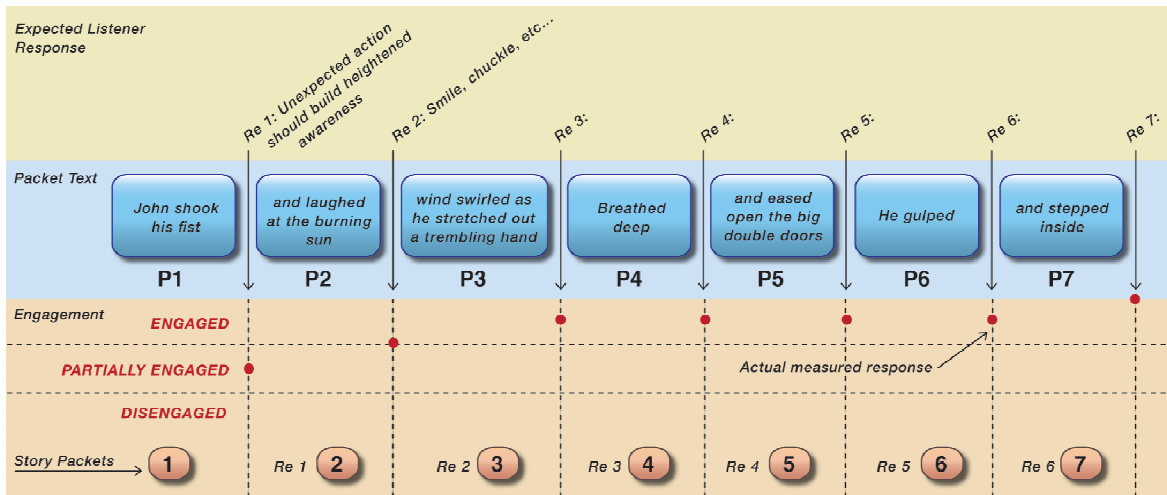 Expected Listener
Response
Re 1: Unexpected action
should build heightened
awareness
Re 2: Smile, chuckle, etc...
Re 3:
Re 4:
Re 5:
Re 6:
Re 7:
Packet Text
John shook
his fist
P1
and laughed
at the burning
sun
P2
wind swirled as
he stretched out
a trembling hand
P3
Breathed
deep
P4
and eased
open the big
double doors
P5
He gulped
P6
and stepped
inside
P7
Engagement
ENGAGED
PARTIALLY ENGAGED
DISENGAGED
Actual measured response
Story Packets
1
Re 1
2
Re 2
3
Re 3
4
Re 4
5
Re 5
6
Re 6
7